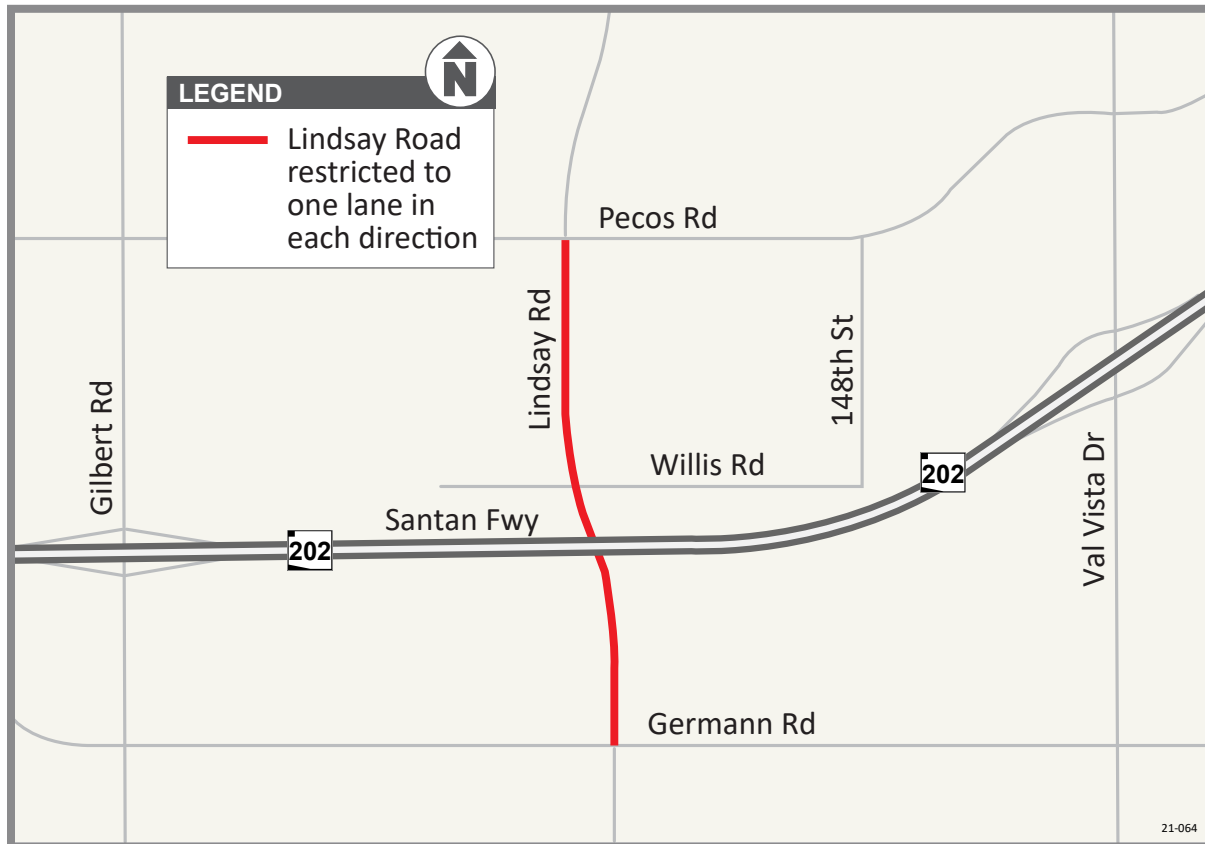 N
LEGEND
Lindsay Road
restricted to
one lane in
each direction
Pecos Rd
Lindsay Rd
148th St
Gilbert Rd
Willis Rd
202
Santan Fwy
202
Val Vista Dr
Germann Rd
21-064